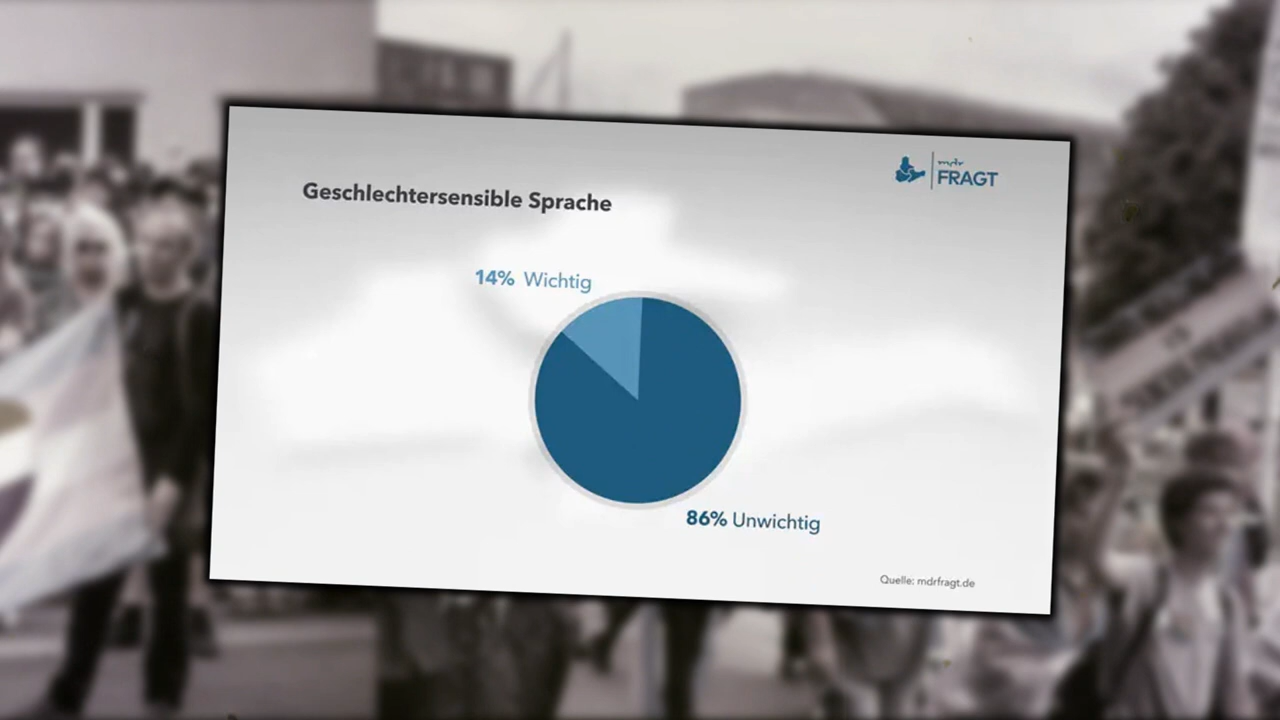 mdr
FRAGT
Geschlechtersensible Sprache
14% Wichtig
86% Unwichtig
Quelle: mdrfragt.de